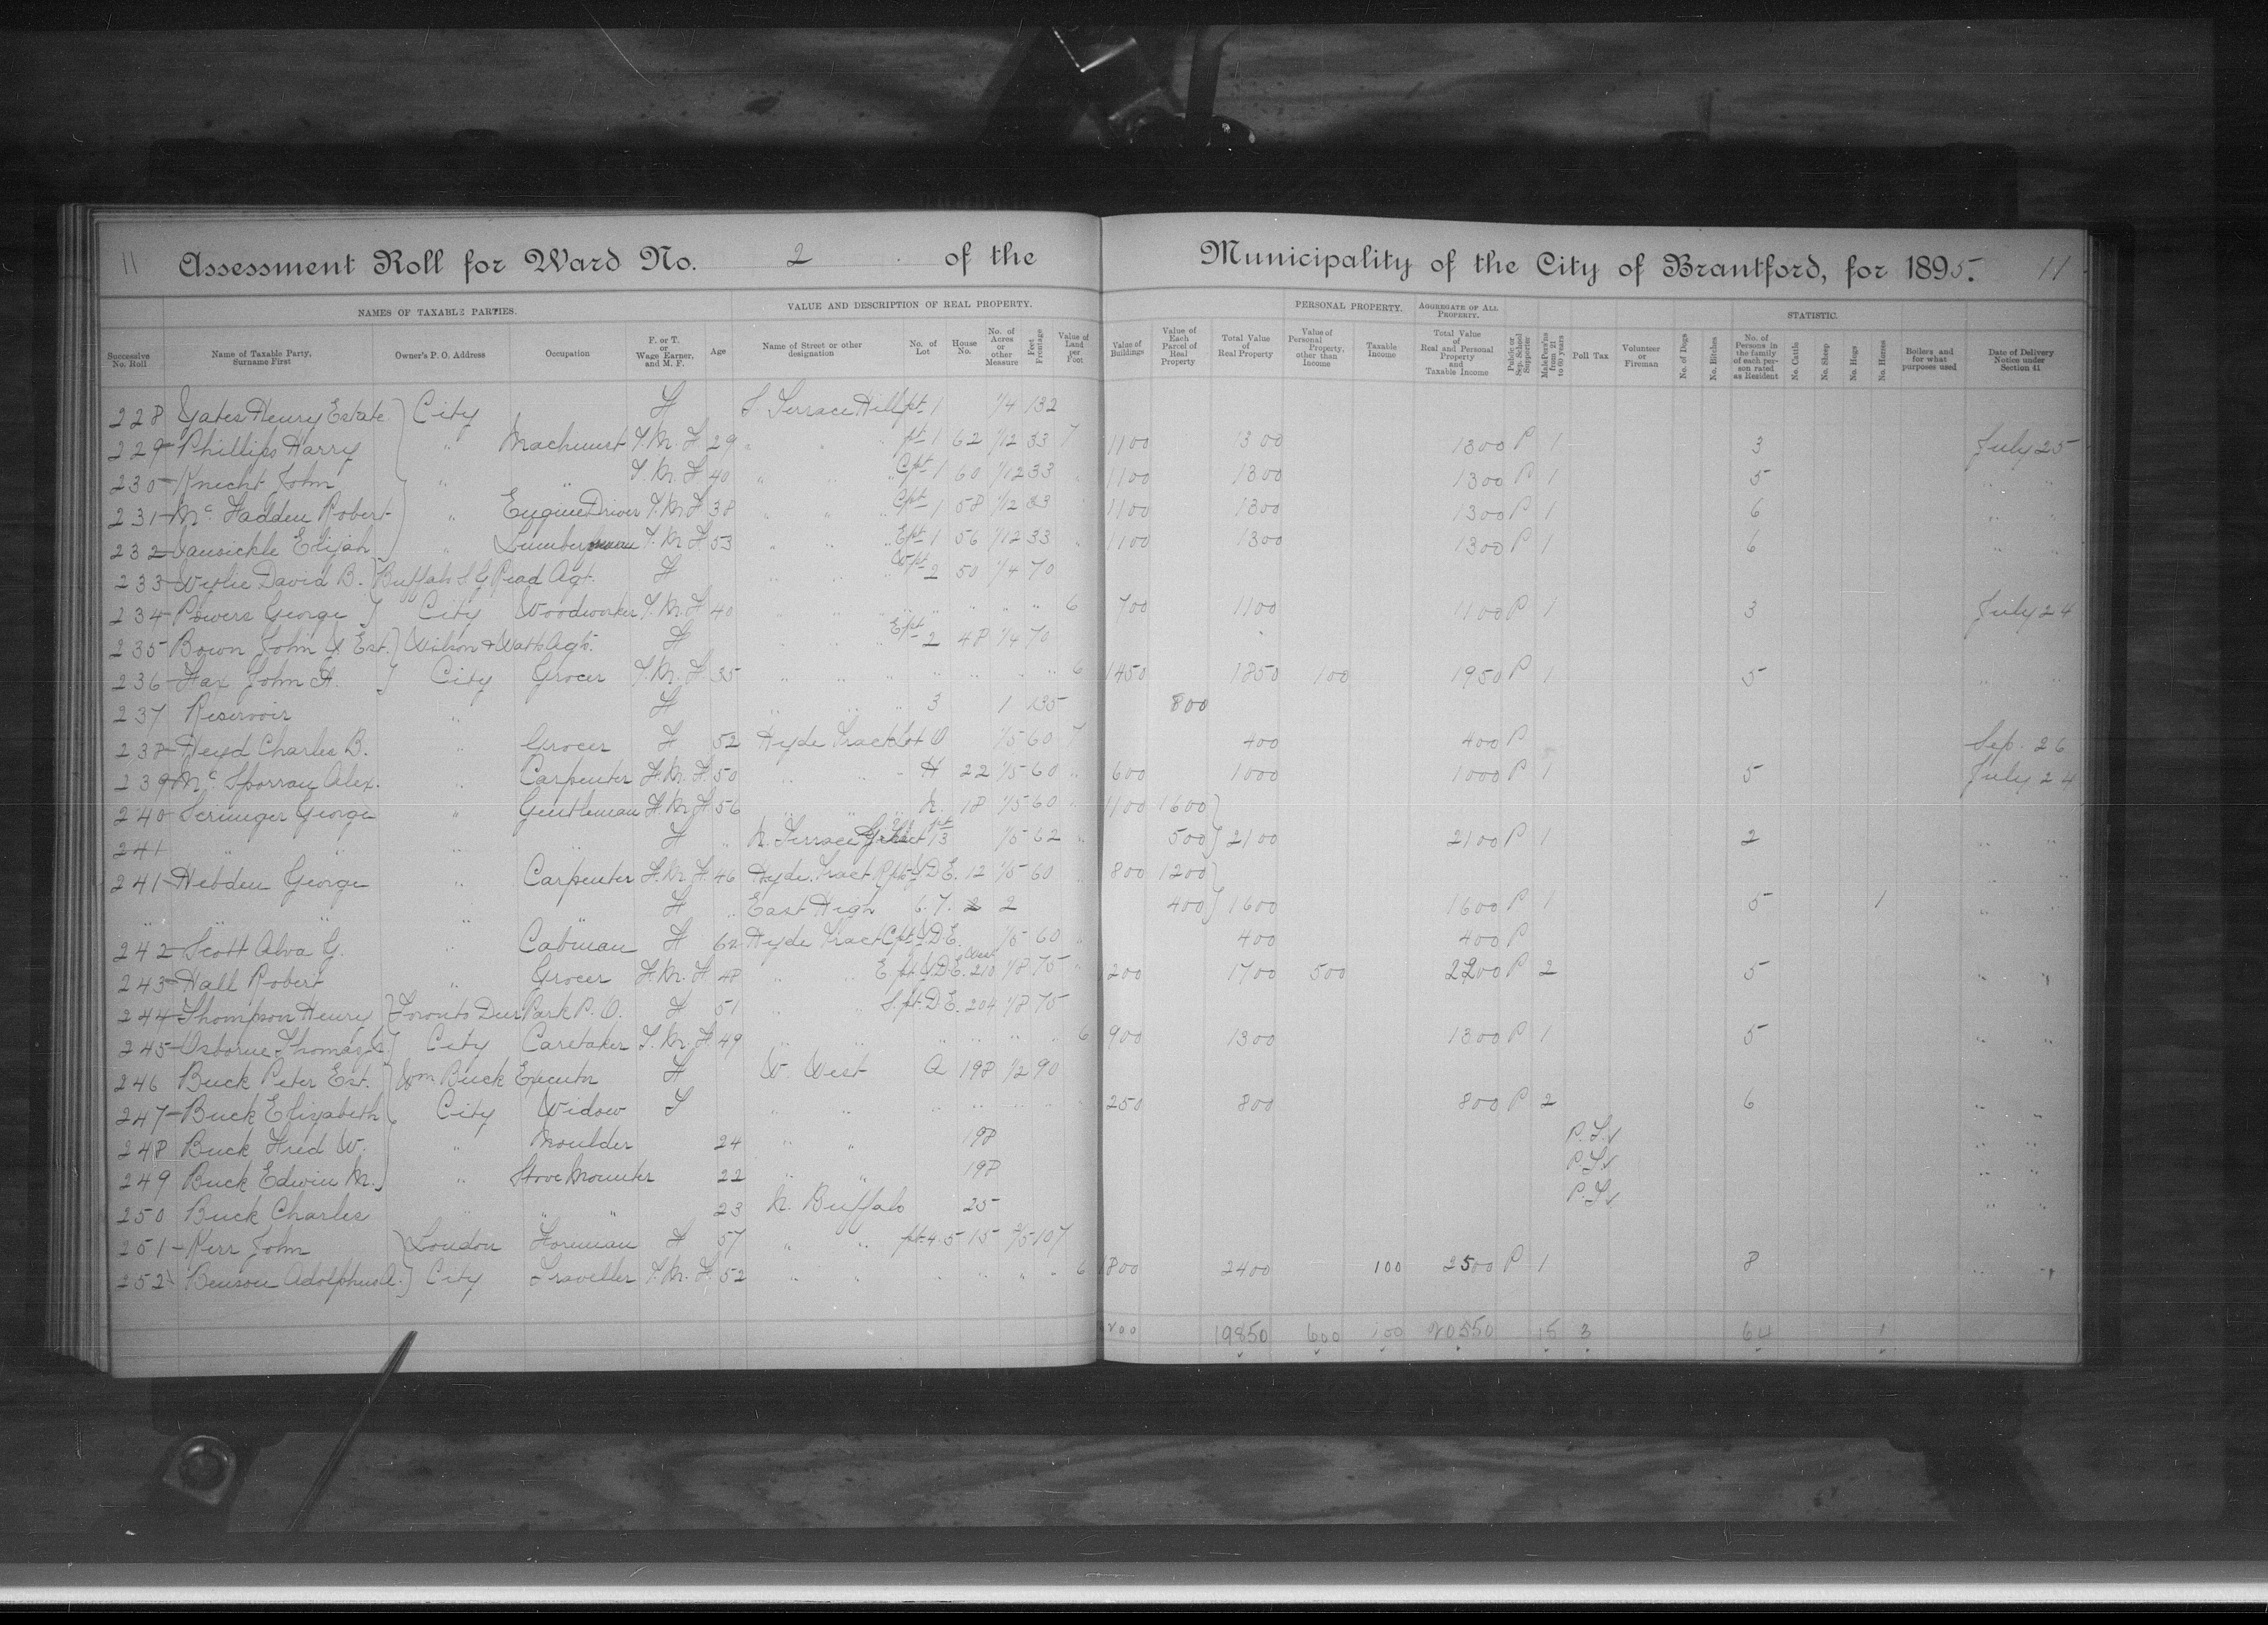 11 Assessment Roll for Ward No. 2 of the Municipality of the City of Brantford, for 1895. 11
NAMES OF TAXABLE PARTIES. VALUE AND DESCRIPTION OF REAL PROPERTY. PERSONAL PROPERTY. AGGREGATE OF ALL PROPERTY. STATISTIC.
Successive No. Roll Name of Taxable Party, Surname First Owner's P. O. Address Occupation F. or T. or Wage Earner, and M. F. Age Name of Street or other designation No. of Lot House No. No. of Acres or other Measure Feet Frontage Value of Land per Foot Value of Buildings Value of Each Parcel of Real Property Total Value of Real Property Value of Personal Property, other than Income Taxable Income Total Value of Real and Personal Property and Taxable Income Public or Sep. School Supporter Male Pers'ns from 21 to 60 years Poll Tax Volunteer or Fireman No. of Dogs No. of Bitches No. of Persons in the family of each person rated as Resident No. Cattle No. Sheep No. Hogs No. Horses Boilers and for what purposes used Date of Delivery Notice under Section 41
228 Yates Henry Estate City F S Terrace Hill pt 1 1/4 132
229 Phillips Harry " Machinist T. M. F 29 " " " pt 1 62 1/12 33 7 1100 1300 1300 P 1 3 July 25
230 Knecht John " " T. M. F 40 " " " Cpt 1 60 1/12 33 " 1100 1300 1300 P 1 5 " "
231 Mc Fadden Robert " Engine Driver T. M. F 38 " " " Cpt 1 58 1/12 33 " 1100 1300 1300 P 1 6 " "
232 Vansickle Elijah " Lumberman T. M. F 53 " " " Ept 1 56 1/12 33 " 1100 1300 1300 P 1 6 " "
233 Wylie David B. Buffalo S G Read Agt. F " " " Wpt 2 50 1/4 70
234 Powers George City Woodworker T. M. F 40 " " " " " " " 6 700 1100 1100 P 1 3 July 24
235 Bown John Y Est. Wilson & Watts Agts. F " " " Ept 2 48 1/4 70
236 Fax John H. City Grocer T. M. F. 35 " " " " " " " 6 1450 1850 100 1950 P 1 5 " "
237 Reservoir " F " " " 3 1 135 800
238 Heyd Charles B. " Grocer F 52 Hyde Tract Lot O 1/5 60 7 400 400 P Sep. 26
239 Mc Sporran Alex. " Carpenter F. M. F. 50 " " " H 22 1/5 60 " 600 1000 1000 P 1 5 July 24
240 Scringer George " Gentleman F. M. F 56 " " " N. 18 1/5 60 " 1100 1600
241 " " " " F " N. Terrace Hill pt 13 1/5 62 " 500 2100 2100 P 1 2 " "
241 Hebden George " Carpenter F. M. F. 46 Hyde Tract Rpt Y D E. 12 1/5 60 " 800 1200 " "
" " " F " East High 6. 7. 2 2 400 1600 1600 P 1 5 1 " "
242 Scott Alva G. " Cabman F 62 Hyde Tract Cpt Y. D E. 1/5 60 " 400 400 P
243 Hall Robert " Grocer F. M. F 48 " " E pt Y D E. West 210 1/8 75 " 1200 1700 500 2200 P 2 5 " "
244 Thompson Henry Toronto Deer Park P. O. F 51 " " S. pt. D E. 204 1/8 75
245 Osborne Thomas S. City Caretaker T. M. F 49 " " " " " " 6 900 1300 1300 P 1 5 " "
246 Buck Peter Est. Wm Buck Executor F W West A 198 1/2 90
247 Buck Elizabeth City Widow T " " " " " " " 250 800 800 P 2 6 " "
248 Buck Fred W. " Moulder 24 " " 198 P. T. ✓ " "
249 Buck Edwin M. " Stove Mounter 22 " " 198 P. T. ✓ " "
250 Buck Charles " " " 23 N. Buffalo 25 P. T. ✓ " "
251 Kerr John London Foreman F 57 " " pt 4. 5 15 2/5 107
252 Benson Adolphus A. City Traveller T. M. F. 52 " " " " " " 6 1800 2400 100 2500 P 1 8 " "
19850 600 100 20550 15 3 64 1